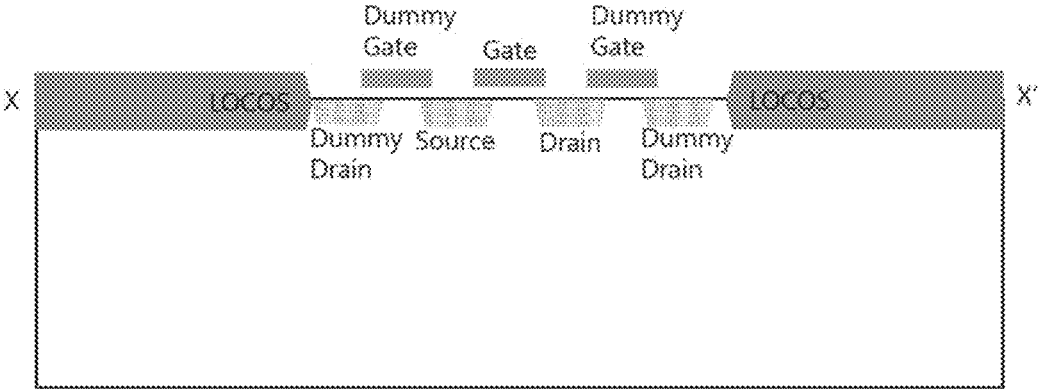 Dummy
Gate
Gate
Dummy
Gate
X
LOCOS
LOCOS
X'
Dummy
Drain
Source
Drain
Dummy
Drain